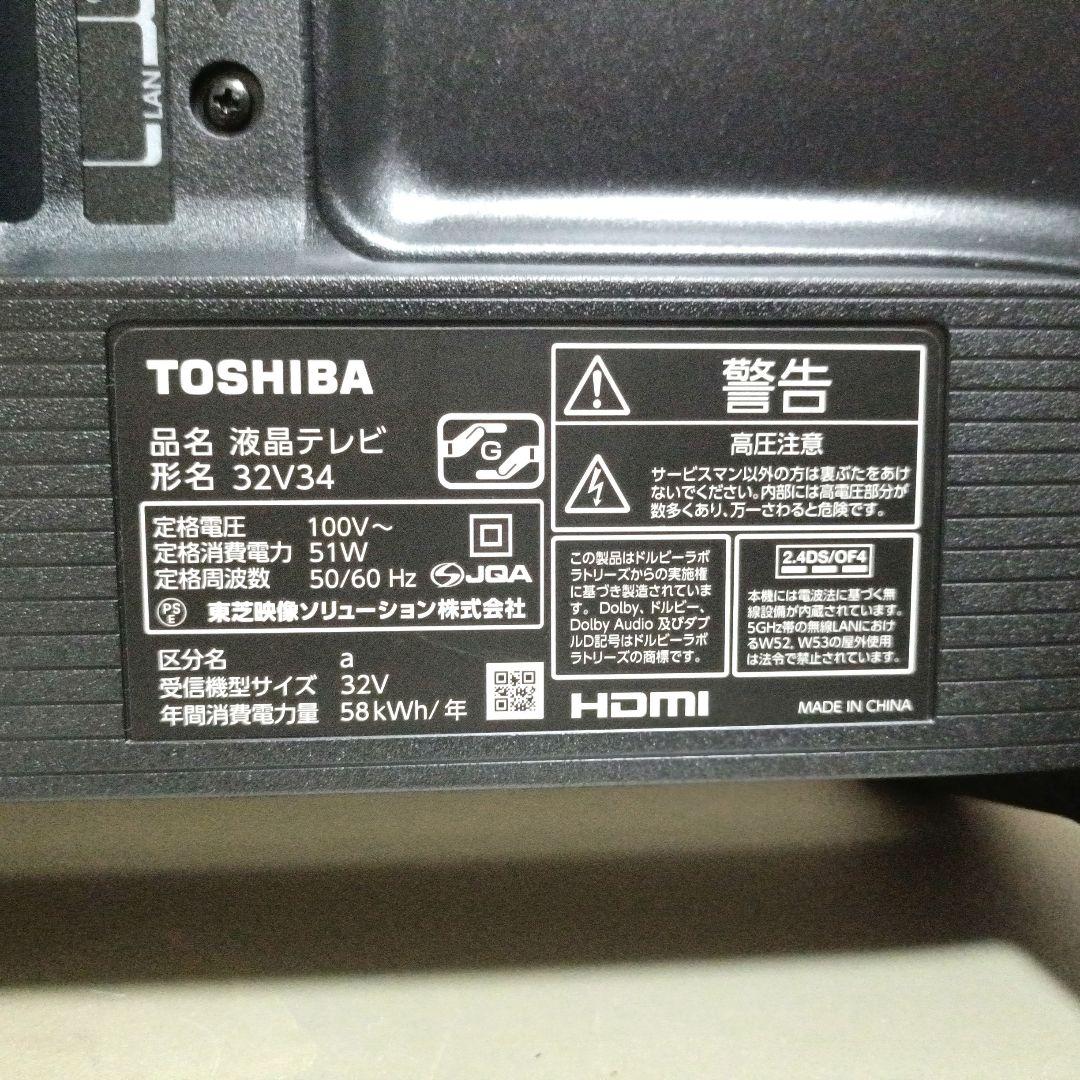 LAN
TOSHIBA
品名 液晶テレビ
形名 32V34
G
定格電圧 100V～
定格消費電力 51W
定格周波数 50/60 Hz
JQA
PS
E
東芝映像ソリューション株式会社
区分名 a
受信機型サイズ 32V
年間消費電力量 58kWh/年
警告
高圧注意
サービスマン以外の方は裏ぶたをあけ
ないでください。内部には高電圧部分が
数多くあり、万一さわると危険です。
この製品はドルビーラボ
ラトリーズからの実施権
に基づき製造されていま
す。Dolby、ドルビー、
Dolby Audio 及びダブ
ルD記号はドルビーラボ
ラトリーズの商標です。
2.4DS/OF4
本機には電波法に基づく無
線設備が内蔵されています。
5GHz帯の無線LANにおけ
るW52, W53の屋外使用
は法令で禁止されています。
HDMI
MADE IN CHINA